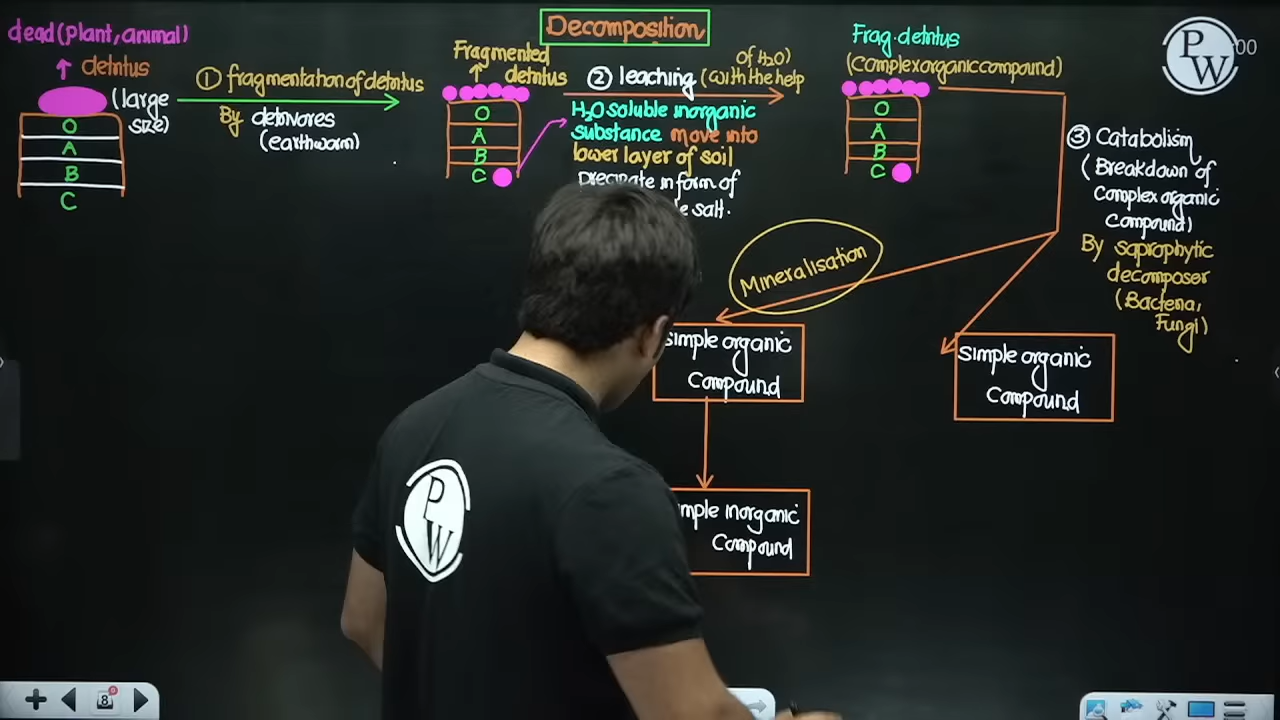 Decomposition
dead (plant, animal)
detritus
(large
size)
O
A
B
C
① fragmentation of detritus
By detrivores
(earthworm)
Fragmented
detritus
O
A
B
C
② leaching (with the help
of H₂O)
H₂O soluble inorganic
substance move into
lower layer of soil
in form of
salt.
Frag. detritus
(Complex organic compound)
O
A
B
C
③ Catabolism
(Breakdown of
Complex organic
Compound)
By saprophytic
decomposer
(Bacteria,
Fungi)
Mineralisation
Simple organic
Compound
Simple organic
Compound
inorganic
Compound
PW
00
PW
8